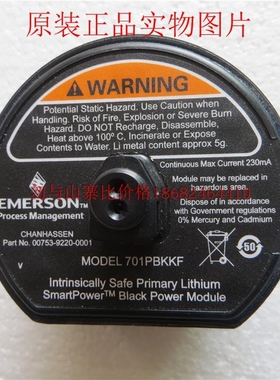 原装正品实物图片
WARNING
Potential Static Hazard. Use Caution when
Handling. Risk of Fire, Explosion or Severe Burn
Hazard. DO NOT Recharge, Disassemble,
Heat above 100° C, Incinerate or Expose
Contents to Water. Li metal content approx 5g.
Continuous Max Current 230mA
EMERSON™
Process Management
CHANHASSEN
Part No. 00753-9220-0001
Module may be replaced in a
hazardous area
Dispose of in accordance
with Government regulations
0% Mercury and Cadmium
50
V
MODEL 701PBKKF
Intrinsically Safe Primary Lithium
SmartPower™ Black Power Module